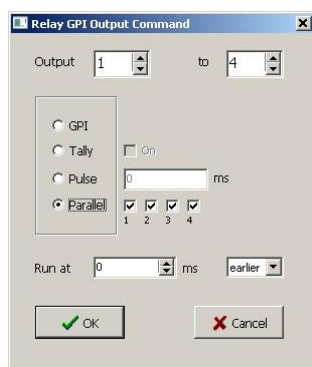 Relay GPI Output Command
Output 1 to 4
GPI
Tally On
Pulse 0 ms
Parallel
1 2 3 4
Run at 0 ms earlier
OK Cancel